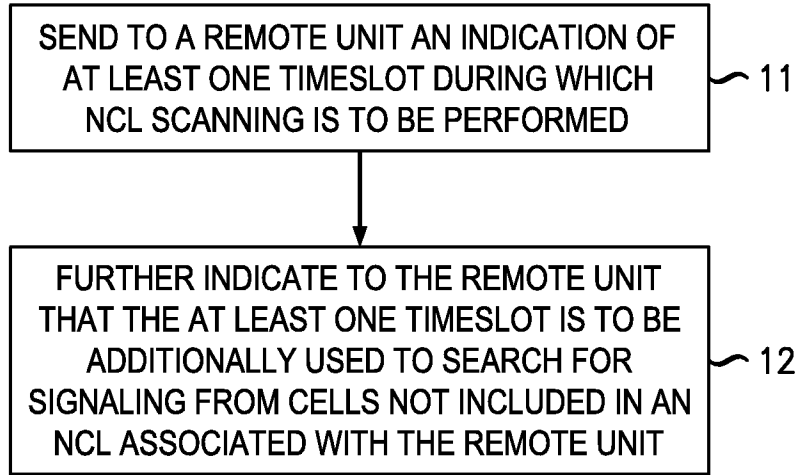 SEND TO A REMOTE UNIT AN INDICATION OF
AT LEAST ONE TIMESLOT DURING WHICH
NCL SCANNING IS TO BE PERFORMED
11
FURTHER INDICATE TO THE REMOTE UNIT
THAT THE AT LEAST ONE TIMESLOT IS TO BE
ADDITIONALLY USED TO SEARCH FOR
SIGNALING FROM CELLS NOT INCLUDED IN AN
NCL ASSOCIATED WITH THE REMOTE UNIT
12